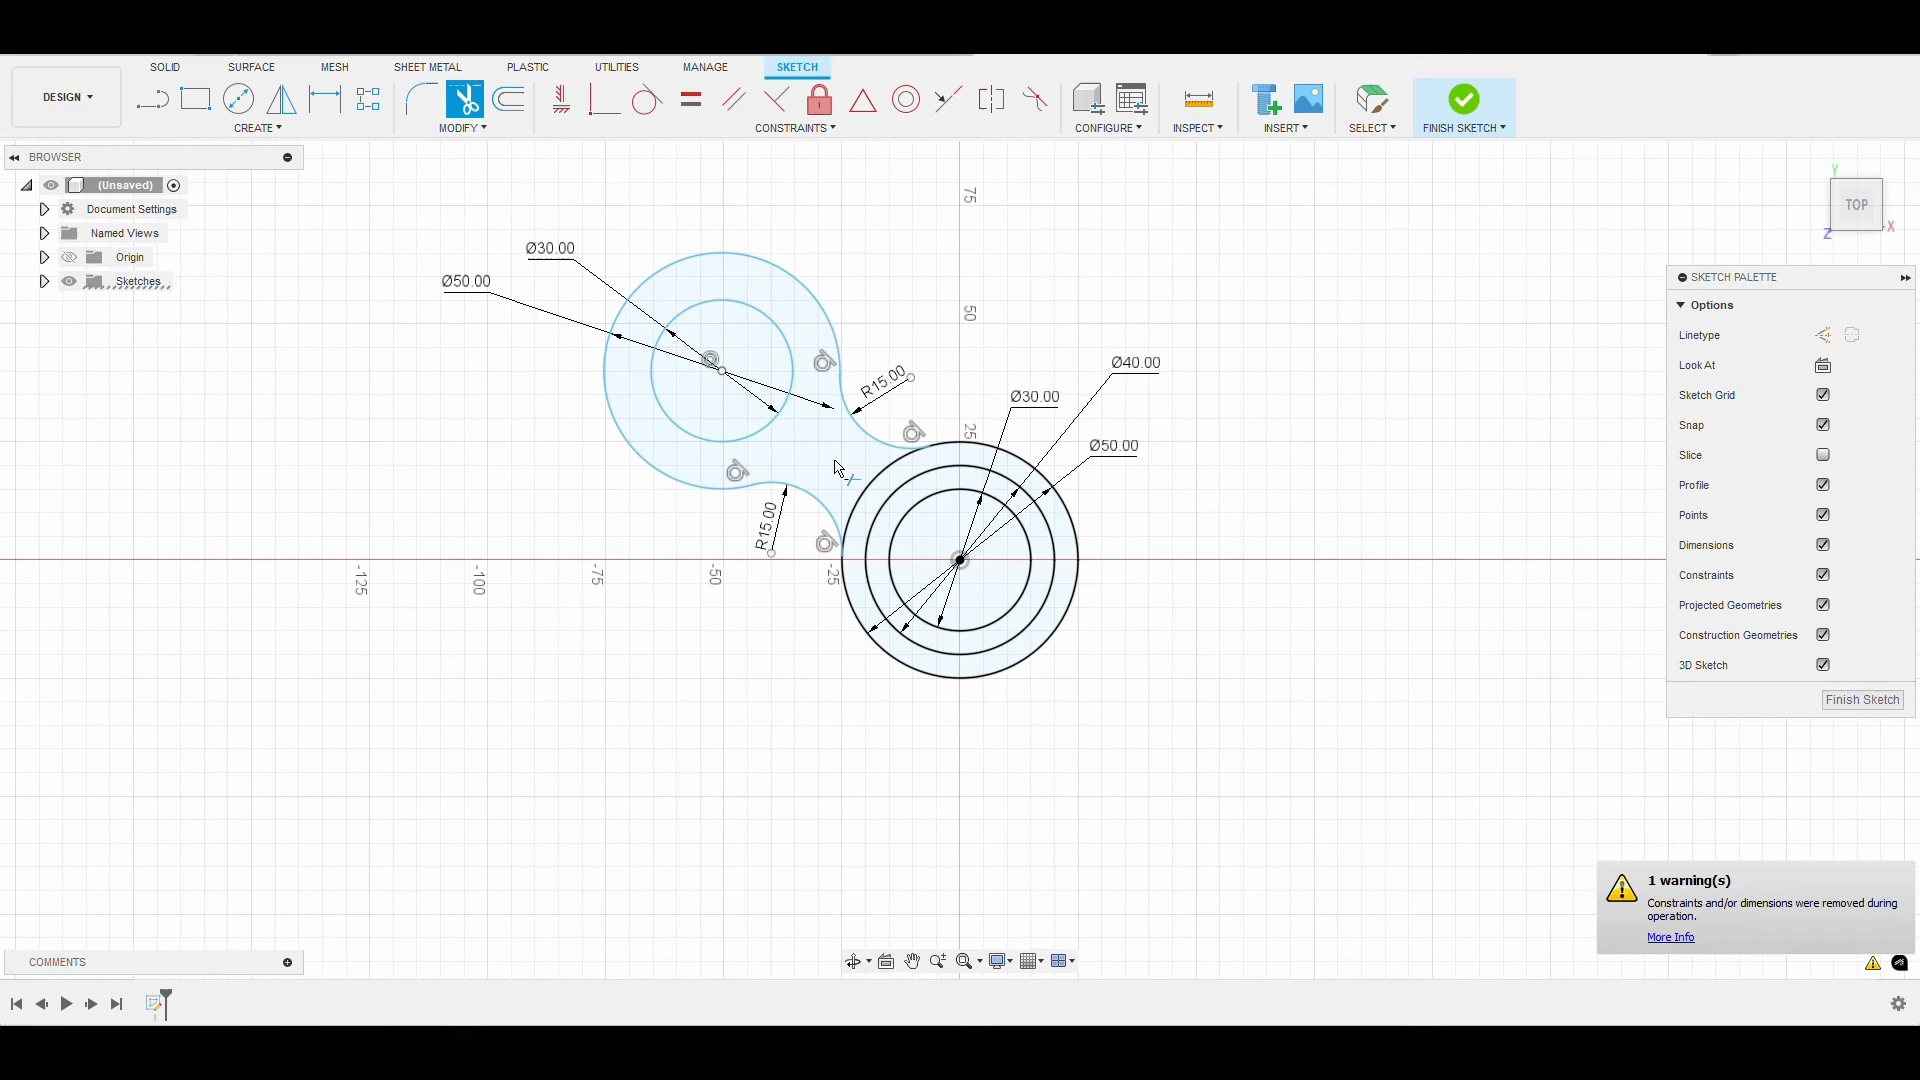 SOLID SURFACE MESH SHEET METAL PLASTIC UTILITIES MANAGE SKETCH
DESIGN
CREATE MODIFY CONSTRAINTS CONFIGURE INSPECT INSERT SELECT FINISH SKETCH
BROWSER
(Unsaved)
Document Settings
Named Views
Origin
Sketches
75
50
25
-125
-100
-75
-50
-25
Ø30.00
Ø50.00
R15.00
R15.00
Ø40.00
Ø30.00
Ø50.00
TOP
Y
X
Z
SKETCH PALETTE
Options
Linetype
Look At
Sketch Grid
Snap
Slice
Profile
Points
Dimensions
Constraints
Projected Geometries
Construction Geometries
3D Sketch
Finish Sketch
1 warning(s)
Constraints and/or dimensions were removed during
operation.
More Info
COMMENTS